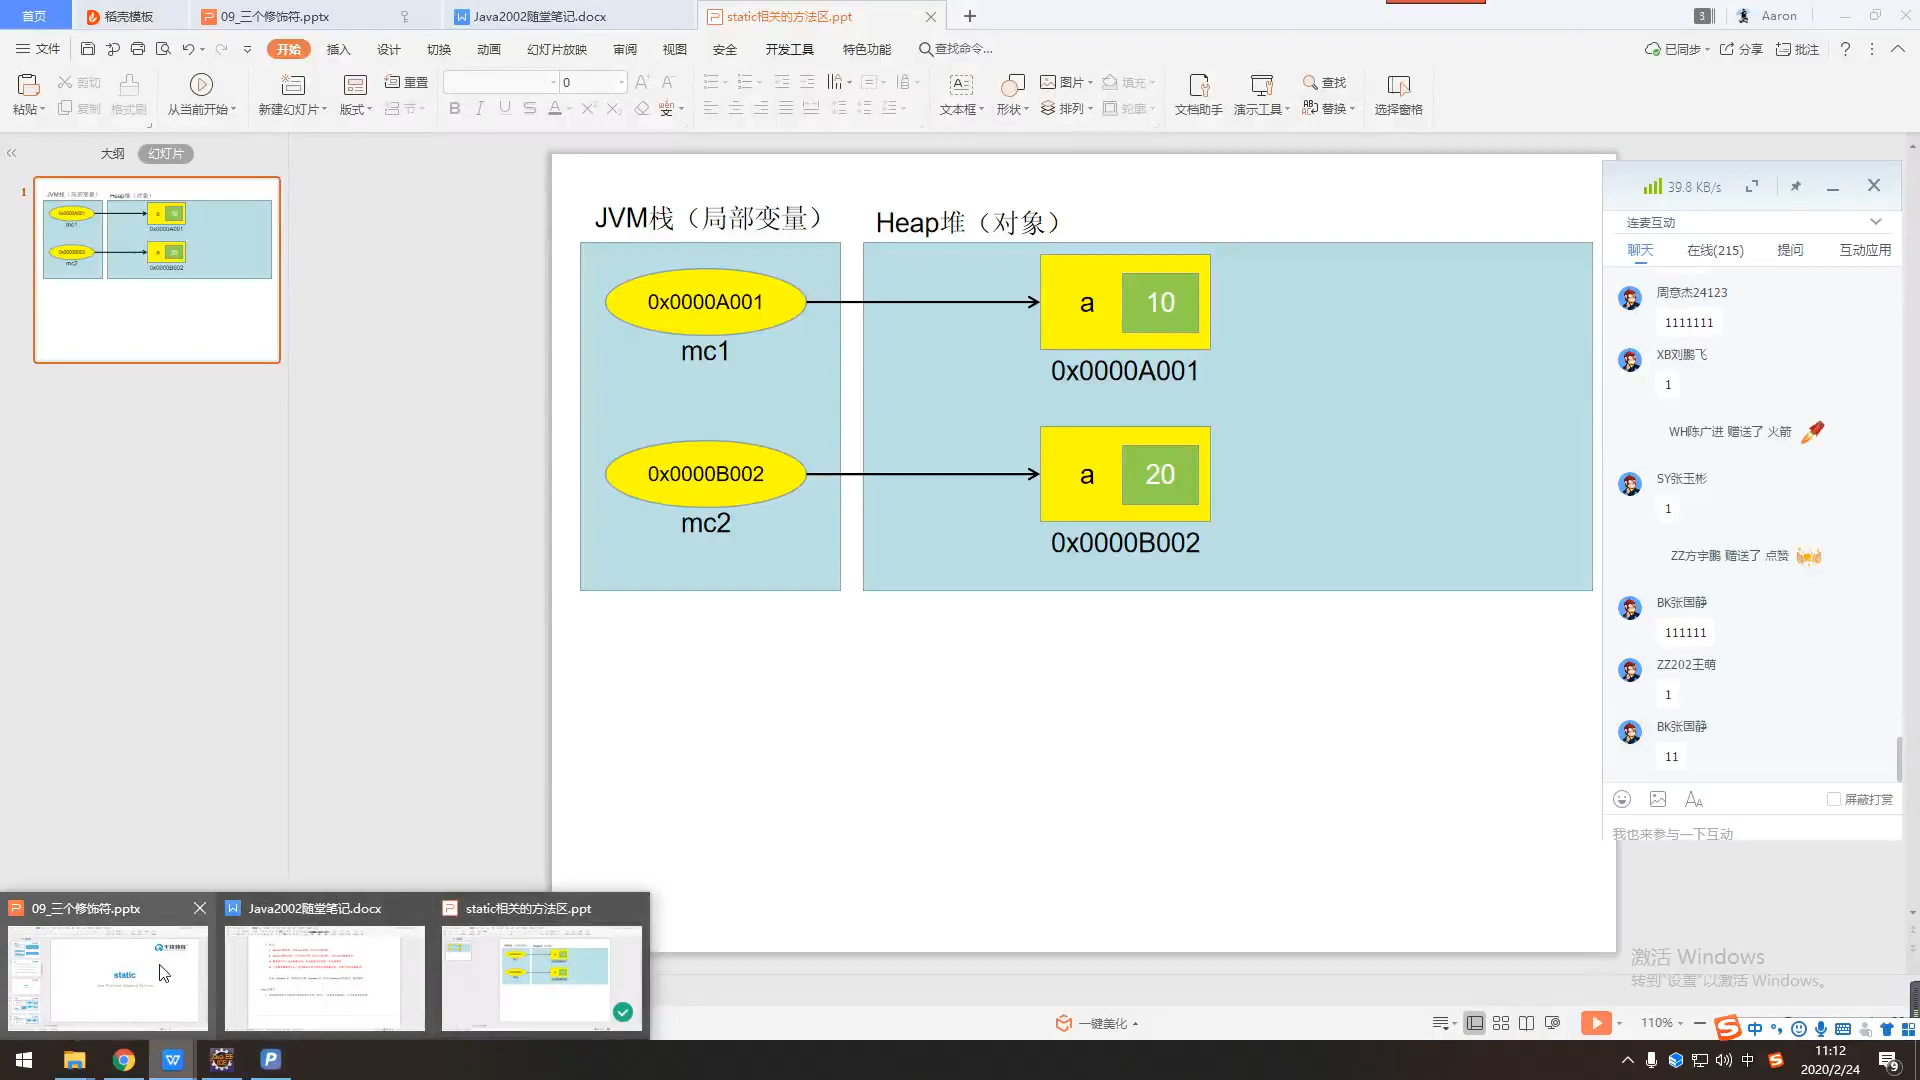 首页
稻壳模板
09_三个修饰符.pptx
Java2002随堂笔记.docx
static相关的方法区.ppt
3
Aaron
文件
开始
插入
设计
切换
动画
幻灯片放映
审阅
视图
安全
开发工具
特色功能
查找命令...
已同步
分享
批注
粘贴
剪切
复制
格式刷
从当前开始
新建幻灯片
版式
重置
节
0
文本框
形状
图片
排列
填充
轮廓
文档助手
演示工具
查找
替换
选择窗格
大纲
幻灯片
1
JVM栈（局部变量）
Heap堆（对象）
0x0000A001
mc1
a
10
0x0000A001
0x0000B002
mc2
a
20
0x0000B002
39.8 KB/s
连麦互动
聊天
在线(215)
提问
互动应用
周意杰24123
1111111
XB刘鹏飞
1
WH陈广进 赠送了 火箭
SY张玉彬
1
ZZ方宇鹏 赠送了 点赞
BK张国静
111111
ZZ202王萌
1
BK张国静
11
屏蔽打赏
我也来参与一下互动
激活 Windows
转到"设置"以激活 Windows。
09_三个修饰符.pptx
Java2002随堂笔记.docx
static相关的方法区.ppt
static
一键美化
110%
中
中
11:12
2020/2/24
9